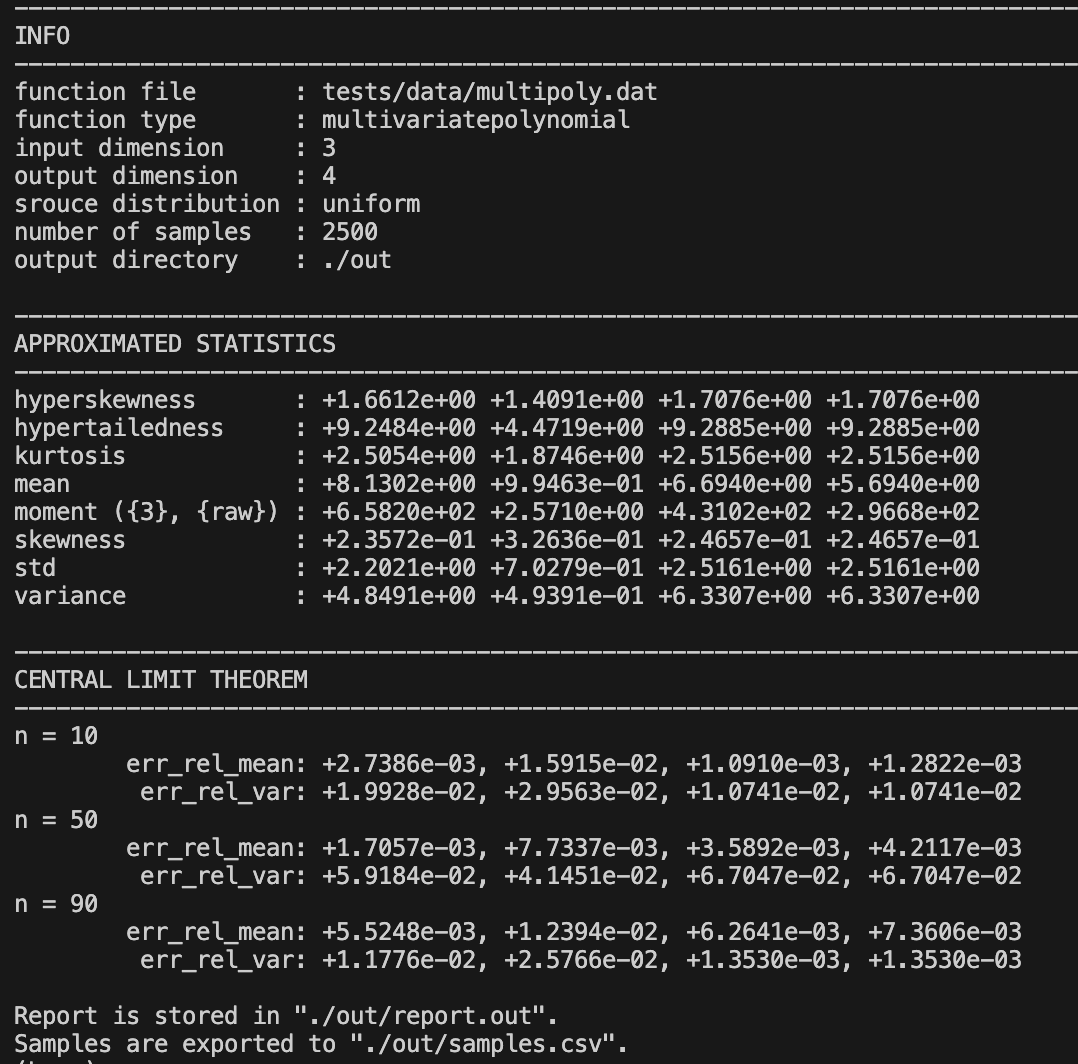 INFO
function file       : tests/data/multipoly.dat
function type       : multivariatepolynomial
input dimension     : 3
output dimension    : 4
srouce distribution : uniform
number of samples   : 2500
output directory    : ./out
APPROXIMATED STATISTICS
hyperskewness       : +1.6612e+00 +1.4091e+00 +1.7076e+00 +1.7076e+00
hypertailedness     : +9.2484e+00 +4.4719e+00 +9.2885e+00 +9.2885e+00
kurtosis            : +2.5054e+00 +1.8746e+00 +2.5156e+00 +2.5156e+00
mean                : +8.1302e+00 +9.9463e-01 +6.6940e+00 +5.6940e+00
moment ({3}, {raw}) : +6.5820e+02 +2.5710e+00 +4.3102e+02 +2.9668e+02
skewness            : +2.3572e-01 +3.2636e-01 +2.4657e-01 +2.4657e-01
std                 : +2.2021e+00 +7.0279e-01 +2.5161e+00 +2.5161e+00
variance            : +4.8491e+00 +4.9391e-01 +6.3307e+00 +6.3307e+00
CENTRAL LIMIT THEOREM
n = 10
err_rel_mean: +2.7386e-03, +1.5915e-02, +1.0910e-03, +1.2822e-03
err_rel_var: +1.9928e-02, +2.9563e-02, +1.0741e-02, +1.0741e-02
n = 50
err_rel_mean: +1.7057e-03, +7.7337e-03, +3.5892e-03, +4.2117e-03
err_rel_var: +5.9184e-02, +4.1451e-02, +6.7047e-02, +6.7047e-02
n = 90
err_rel_mean: +5.5248e-03, +1.2394e-02, +6.2641e-03, +7.3606e-03
err_rel_var: +1.1776e-02, +2.5766e-02, +1.3530e-03, +1.3530e-03
Report is stored in "./out/report.out".
Samples are exported to "./out/samples.csv".